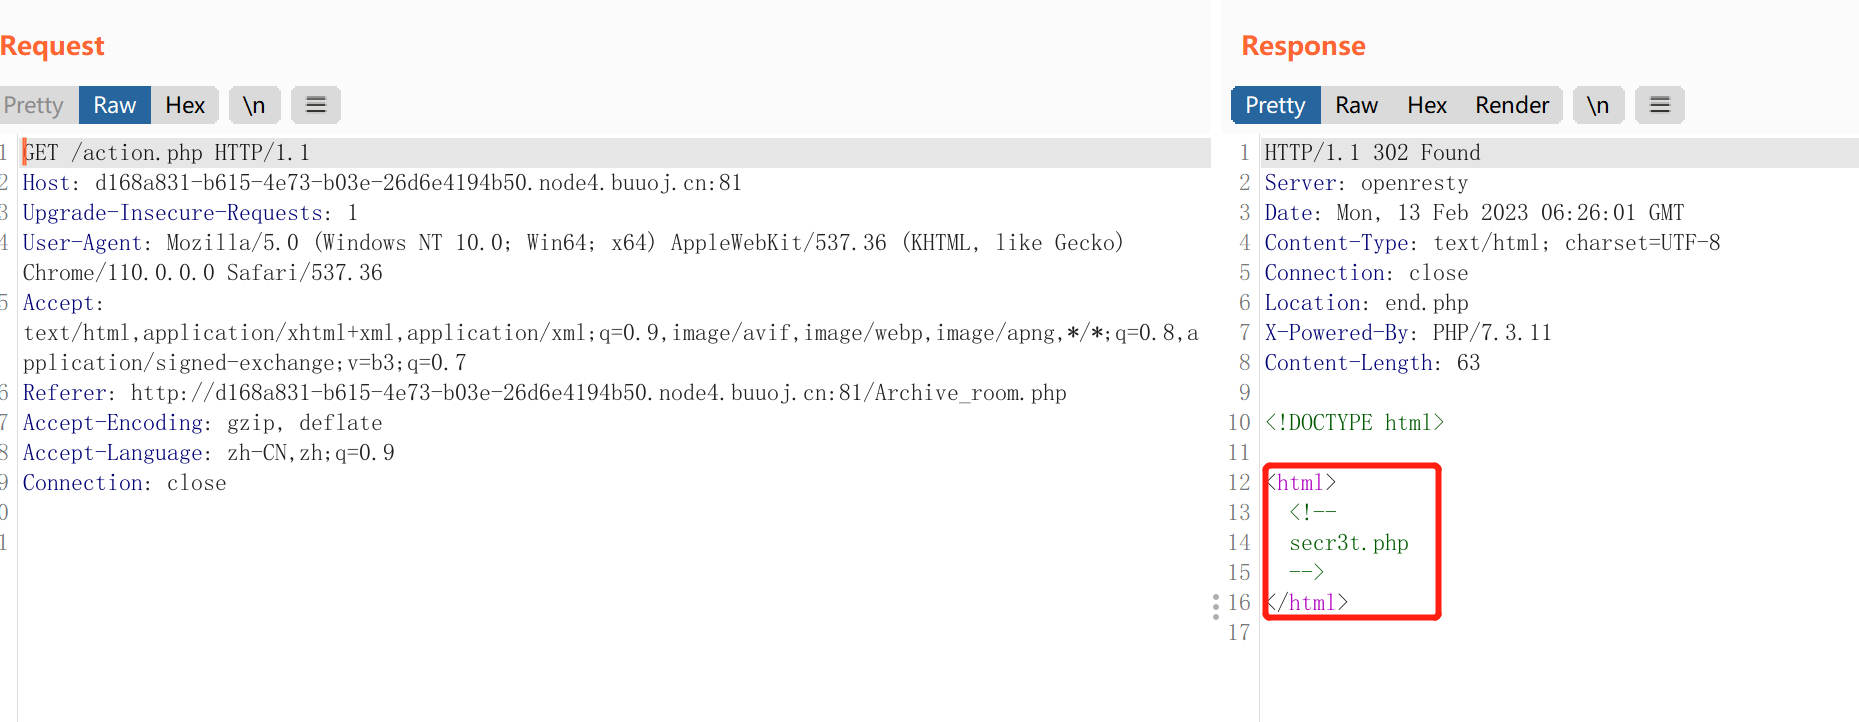 Request
Pretty Raw Hex \n
1 GET /action.php HTTP/1.1
2 Host: d168a831-b615-4e73-b03e-26d6e4194b50.node4.buuoj.cn:81
3 Upgrade-Insecure-Requests: 1
4 User-Agent: Mozilla/5.0 (Windows NT 10.0; Win64; x64) AppleWebKit/537.36 (KHTML, like Gecko)
Chrome/110.0.0.0 Safari/537.36
5 Accept:
text/html,application/xhtml+xml,application/xml;q=0.9,image/avif,image/webp,image/apng,*/*;q=0.8,a
pplication/signed-exchange;v=b3;q=0.7
6 Referer: http://d168a831-b615-4e73-b03e-26d6e4194b50.node4.buuoj.cn:81/Archive_room.php
7 Accept-Encoding: gzip, deflate
8 Accept-Language: zh-CN,zh;q=0.9
9 Connection: close
0
1
Response
Pretty Raw Hex Render \n
1 HTTP/1.1 302 Found
2 Server: openresty
3 Date: Mon, 13 Feb 2023 06:26:01 GMT
4 Content-Type: text/html; charset=UTF-8
5 Connection: close
6 Location: end.php
7 X-Powered-By: PHP/7.3.11
8 Content-Length: 63
9
10 <!DOCTYPE html>
11
12 <html>
13 <!--
14 secr3t.php
15 -->
16 </html>
17